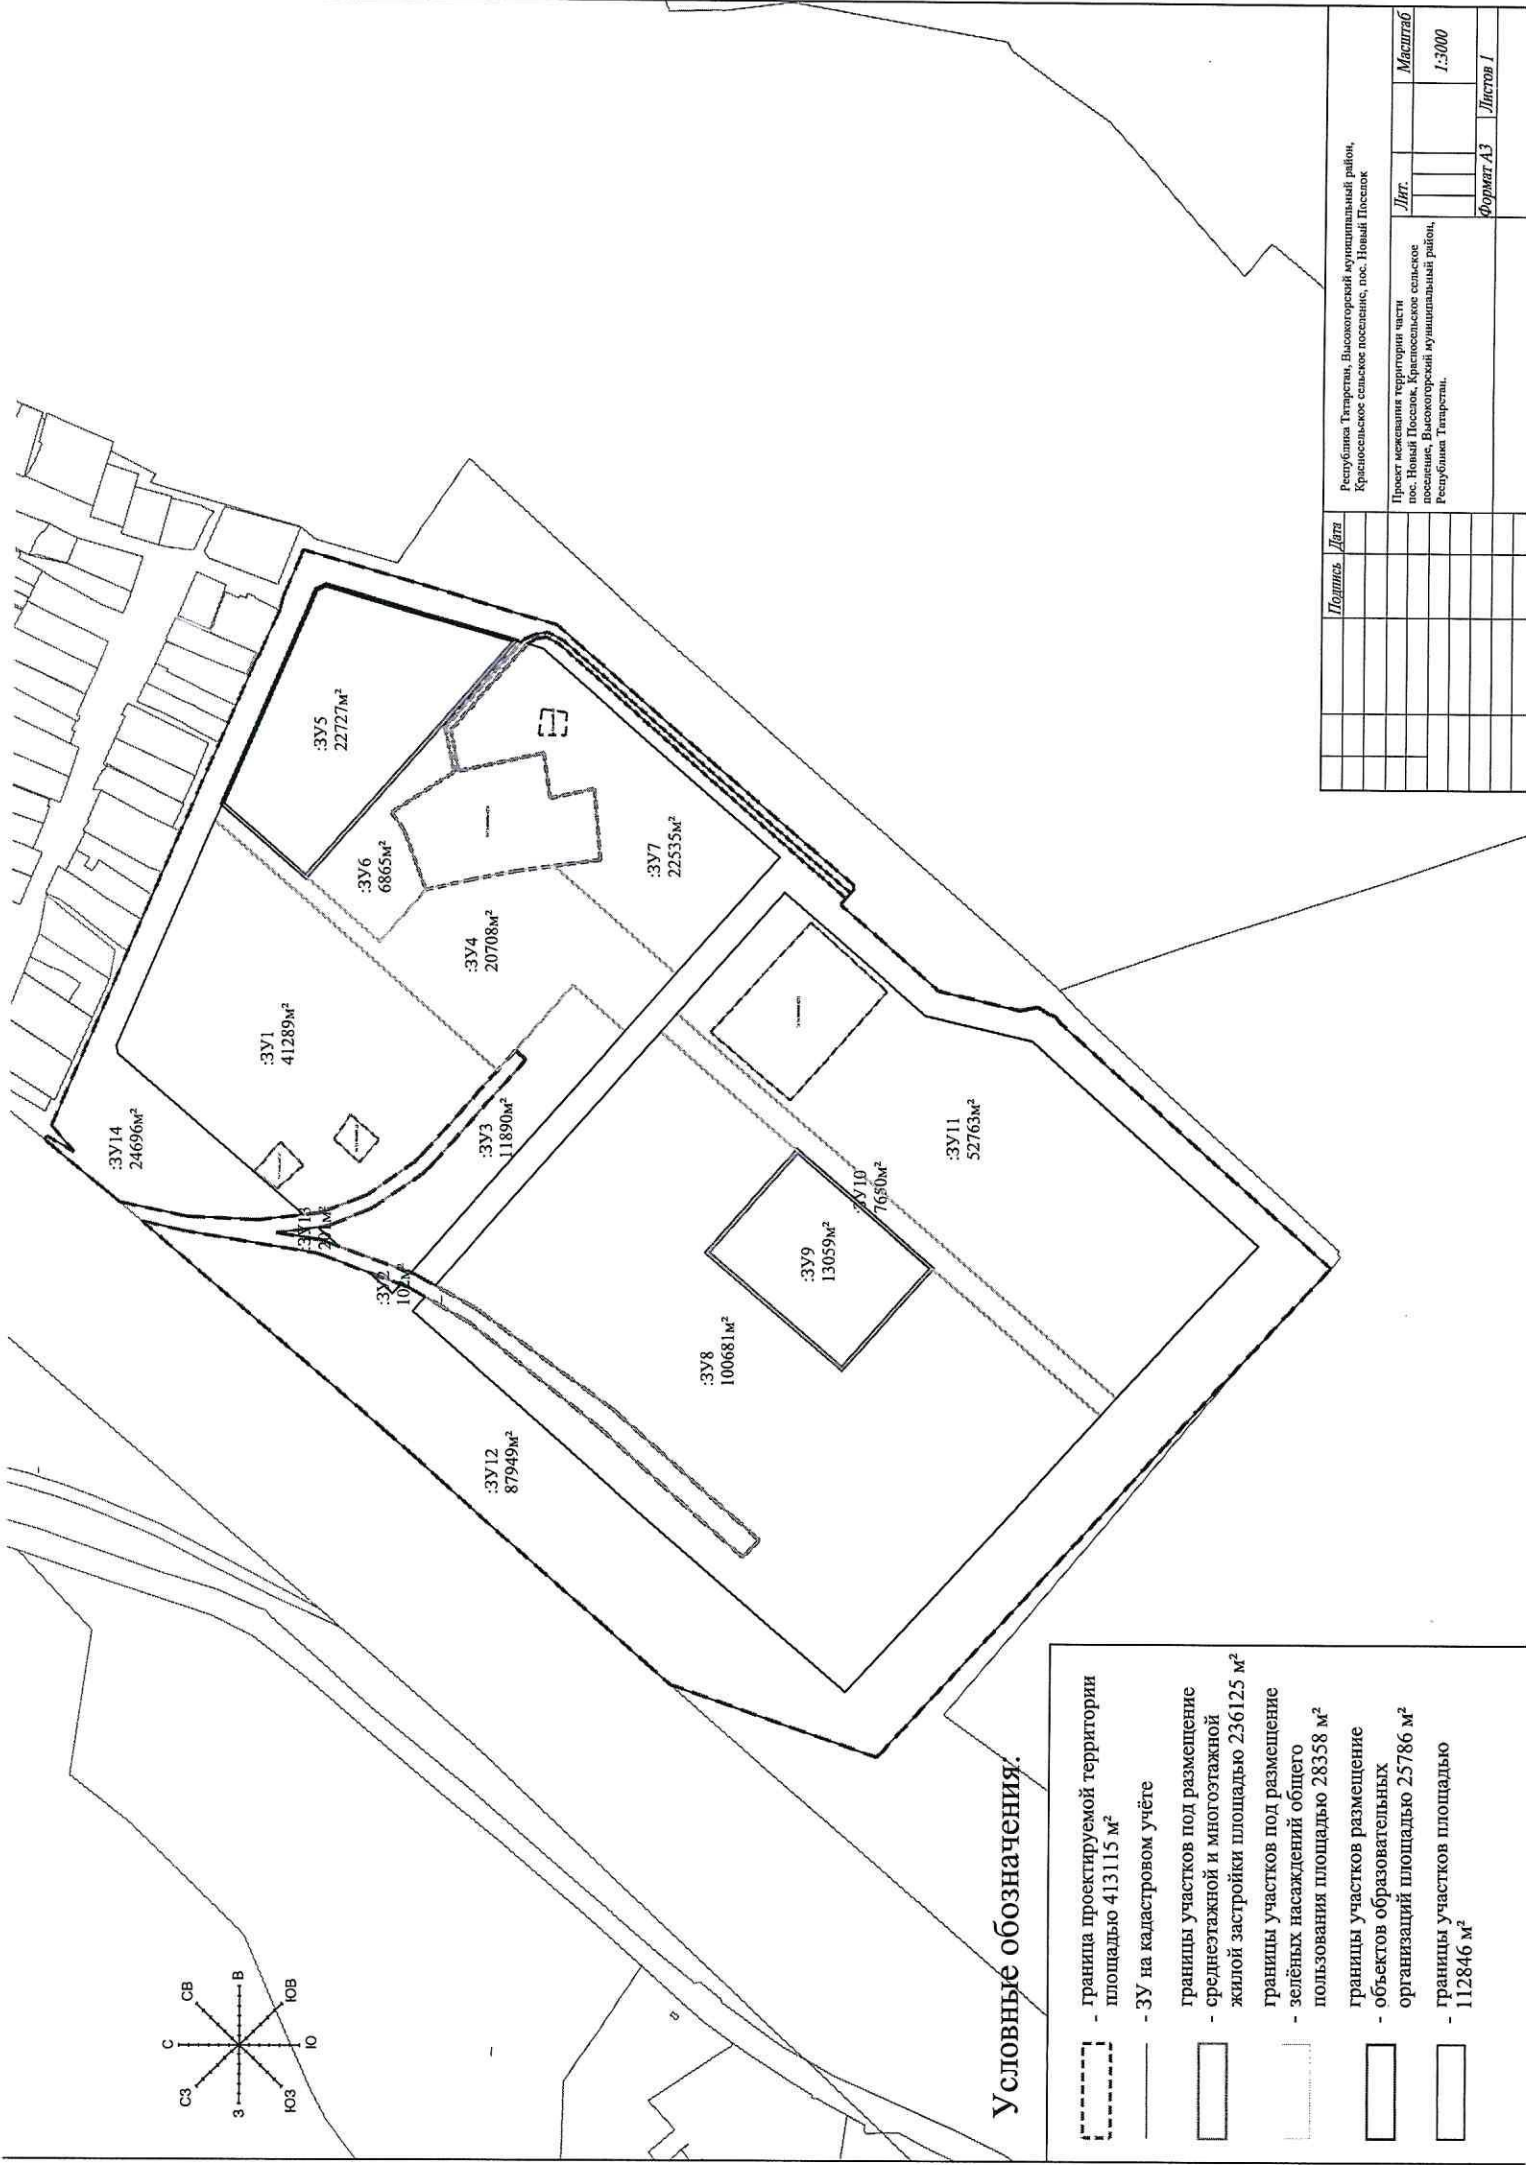 :ЗУ14
24696м²
:ЗУ1
41289м²
:ЗУ5
22727м²
:ЗУ6
6865м²
:ЗУ4
20708м²
:ЗУ7
22535м²
:ЗУ3
11890м²
:ЗУ12
87949м²
:ЗУ8
100681м²
:ЗУ9
13059м²
:ЗУ10
7650м²
:ЗУ11
52763м²
С
СВ
В
ЮВ
Ю
ЮЗ
З
СЗ
Условные обозначения:
- граница проектируемой территории
площадью 413115 м²
- ЗУ на кадастровом учёте
границы участков под размещение
- среднеэтажной и многоэтажной
жилой застройки площадью 236125 м²
границы участков под размещение
- зелёных насаждений общего
пользования площадью 28358 м²
границы участков размещение
- объектов образовательных
организаций площадью 25786 м²
- границы участков площадью
112846 м²
Подпись Дата
Республика Татарстан, Высокогорский муниципальный район,
Красносельское сельское поселение, пос. Новый Поселок
Проект межевания территории части
пос. Новый Поселок, Красносельское сельское
поселение, Высокогорский муниципальный район,
Республика Татарстан.
Лит. Масштаб
1:3000
Формат А3 Листов 1